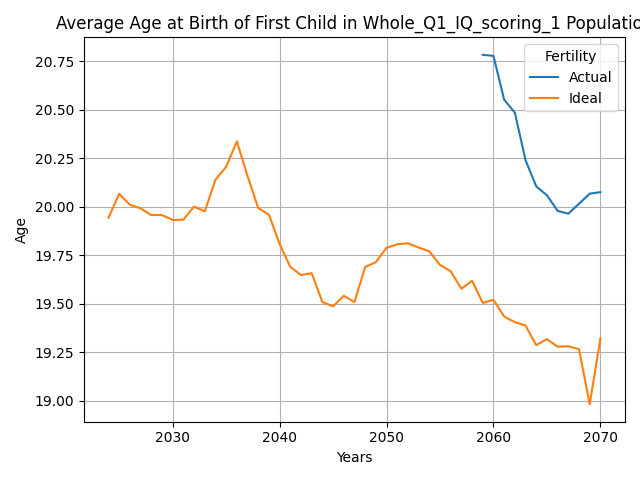 Average Age at Birth of First Child in Whole_Q1_IQ_scoring_1 Populatio
Fertility
Actual
Ideal
20.75
20.50
20.25
20.00
19.75
19.50
19.25
19.00
Age
2030 2040 2050 2060 2070
Years